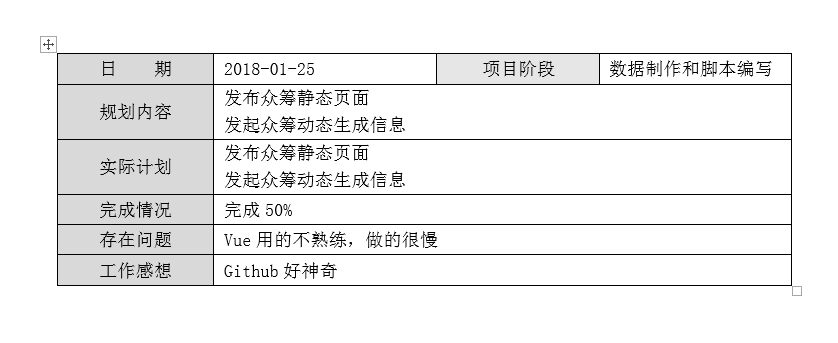 日 期 2018-01-25 项目阶段 数据制作和脚本编写
规划内容 发布众筹静态页面
发起众筹动态生成信息
实际计划 发布众筹静态页面
发起众筹动态生成信息
完成情况 完成 50%
存在问题 Vue 用的不熟练，做的很慢
工作感想 Github 好神奇